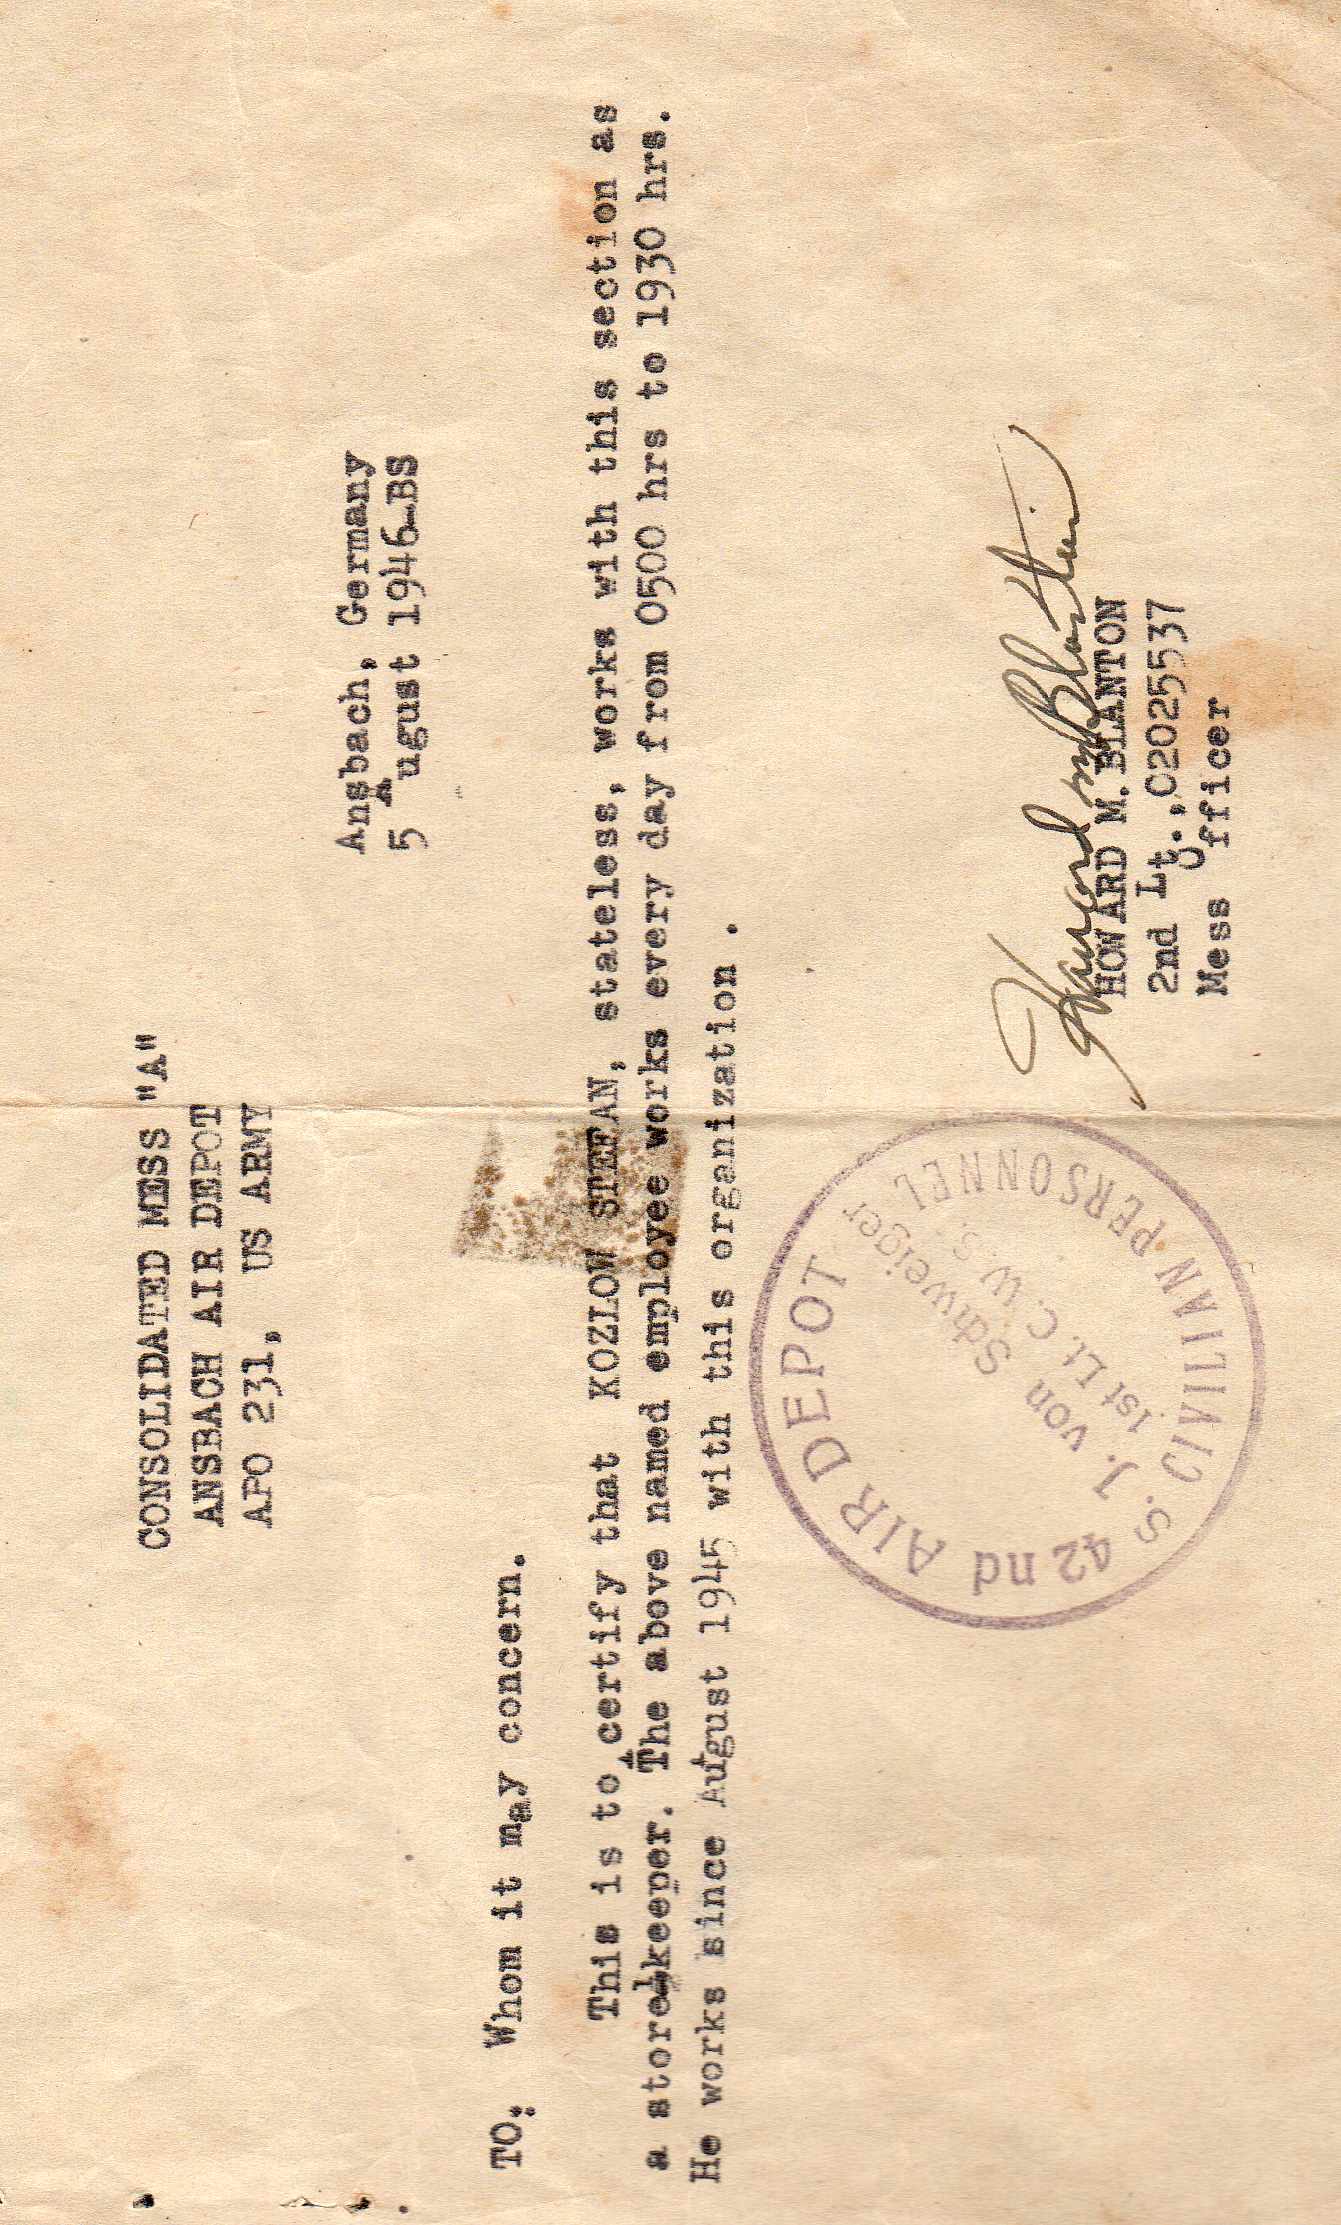 CONSOLIDATED MESS "A"
ANSBACH AIR DEPOT
APO 231, US ARMY
Ansbach, Germany
5 August 1946-BS
TO: Whom it may concern.
This is to certify that KOZLOW STEFAN, stateless, works with this section as
a storekeeper. The above named employee works every day from 0500 hrs to 1930 hrs.
He works since August 1945 with this organization.
Howard M Blanton
HOWARD M. BLANTON
2nd Lt., O2025537
Mess Officer
42nd AIR DEPOT
S. J. von Schweiger
1st Lt. C.W.S.
CIVILIAN PERSONNEL